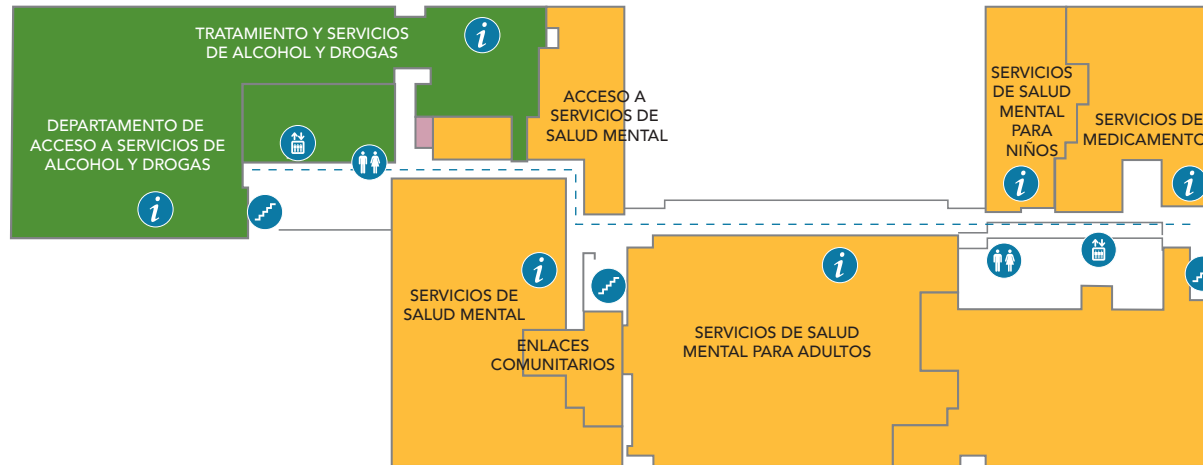 TRATAMIENTO Y SERVICIOS
DE ALCOHOL Y DROGAS
i
DEPARTAMENTO DE
ACCESO A SERVICIOS DE
ALCOHOL Y DROGAS
i
ACCESO A
SERVICIOS DE
SALUD MENTAL
SERVICIOS
DE SALUD
MENTAL
PARA
NIÑOS
i
SERVICIOS DE
MEDICAMENTO
i
SERVICIOS DE
SALUD MENTAL
i
ENLACES
COMUNITARIOS
SERVICIOS DE SALUD
MENTAL PARA ADULTOS
i